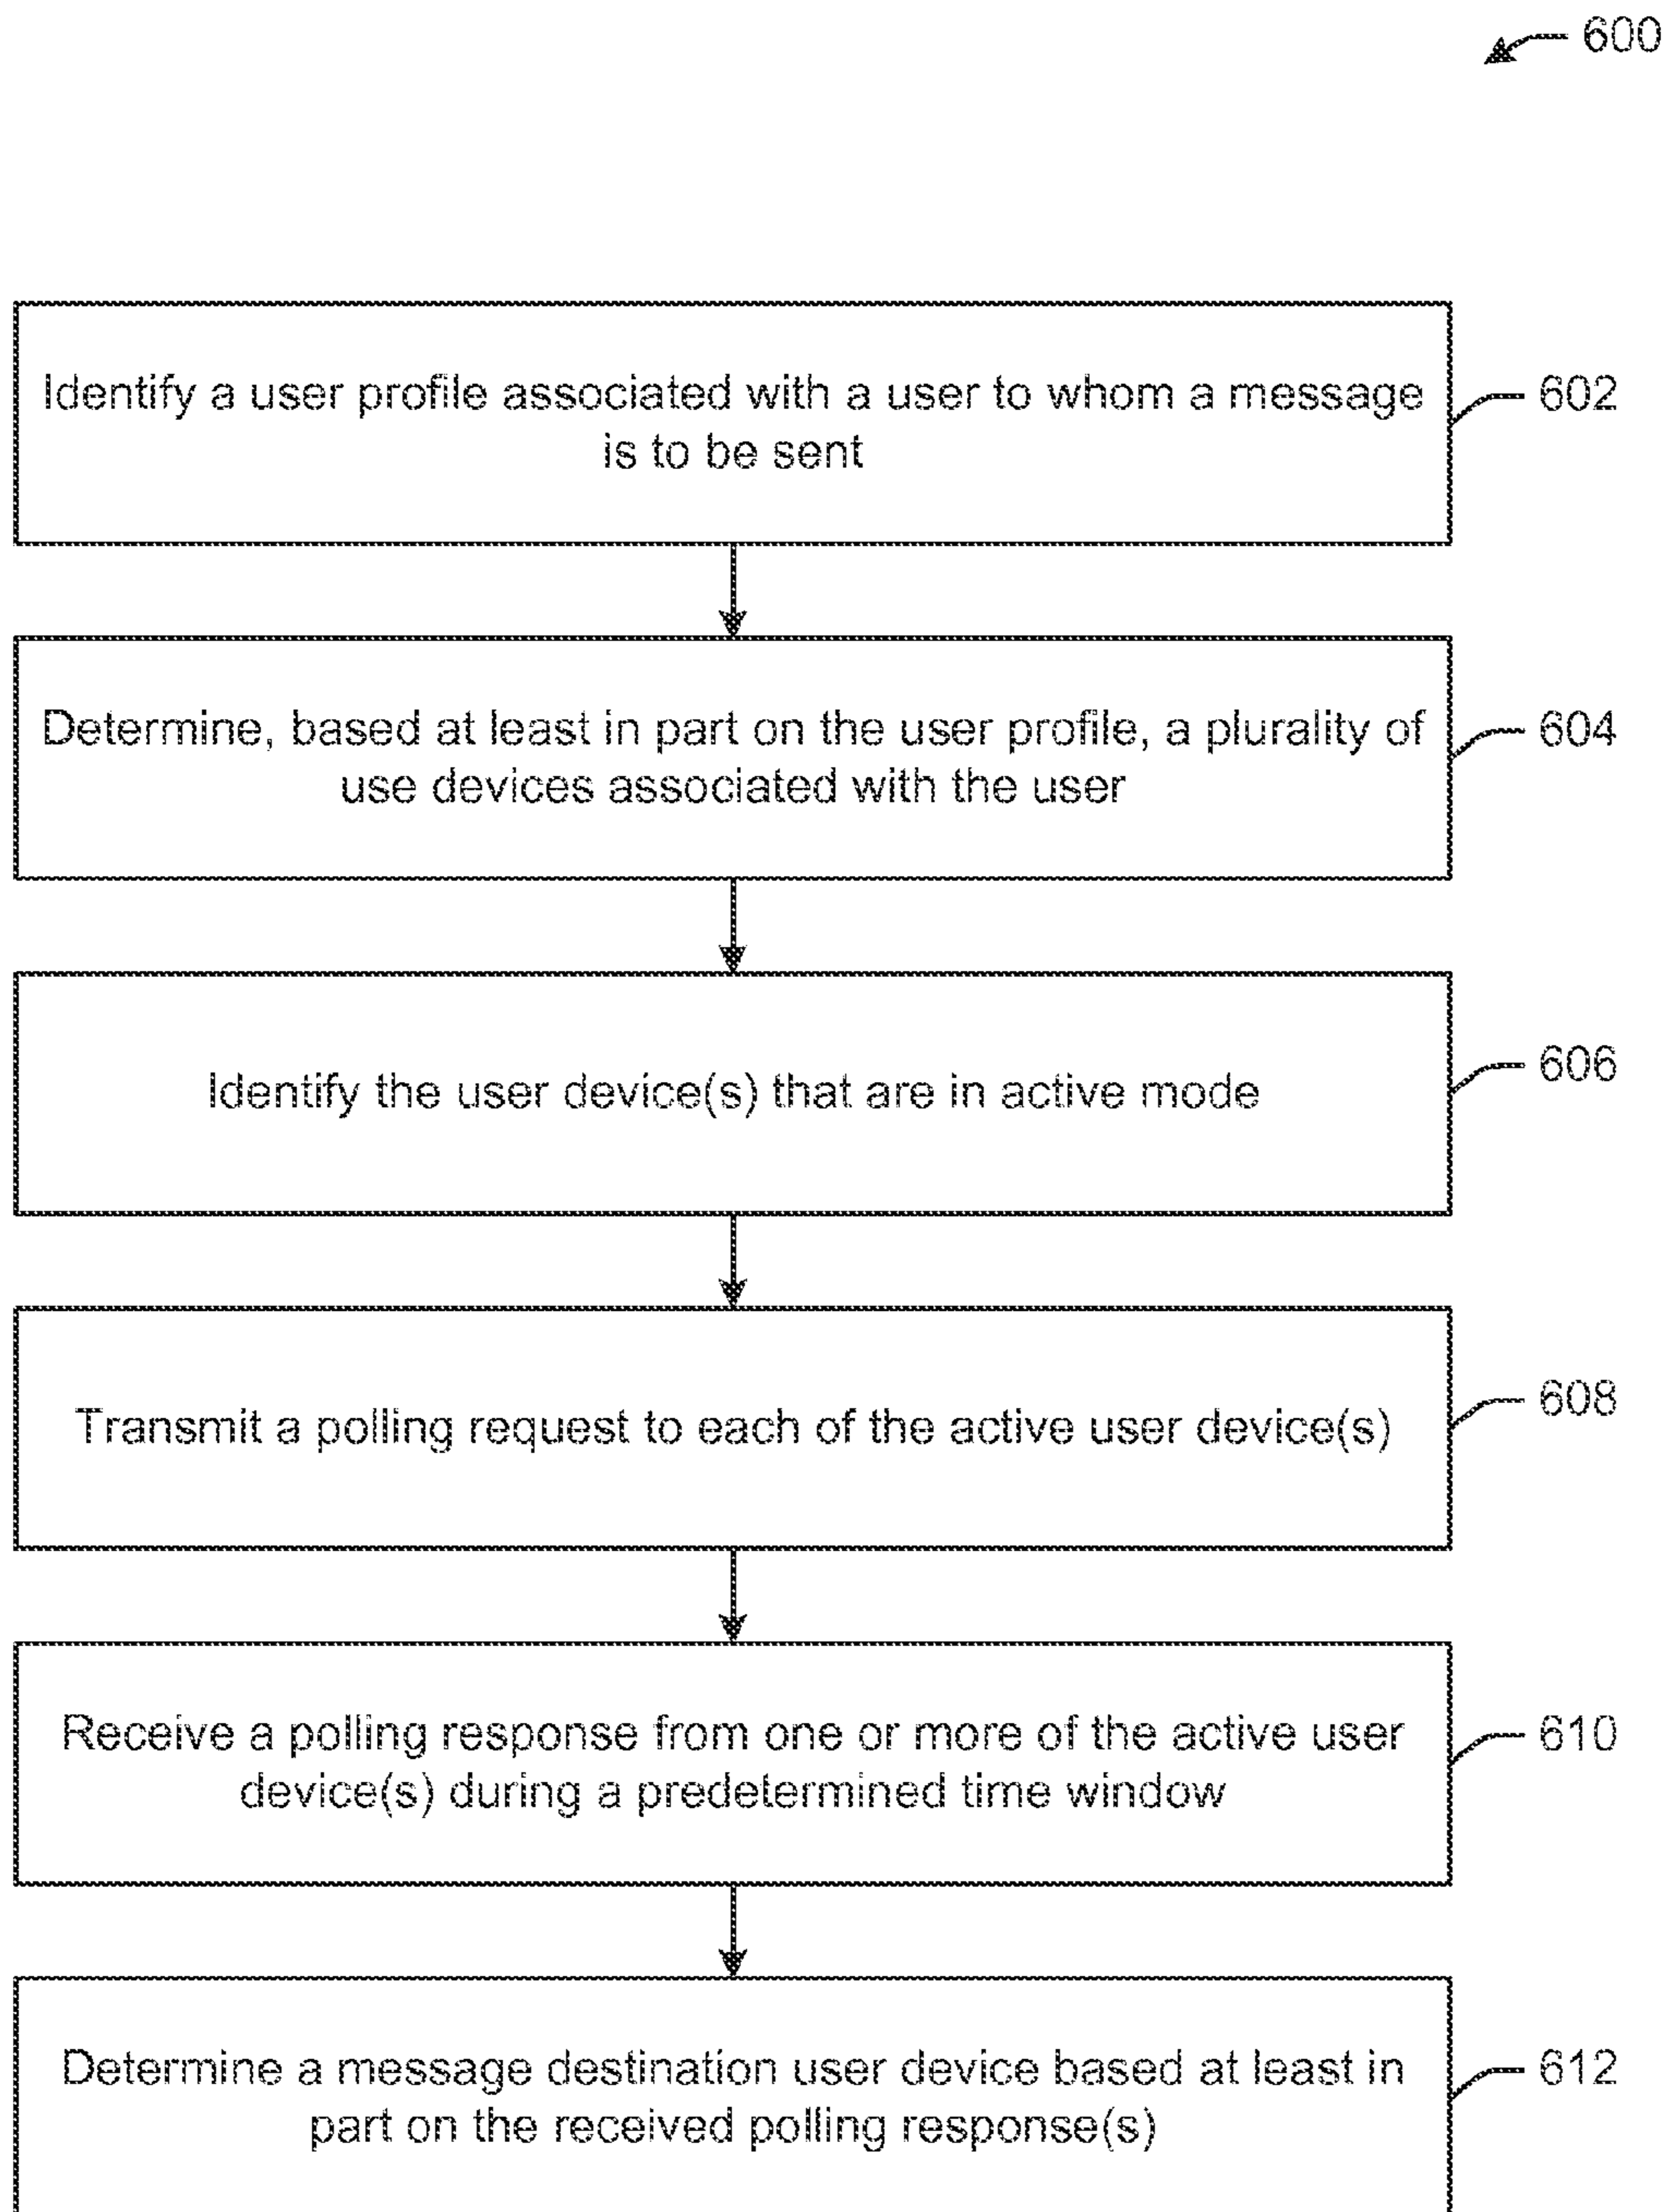 600
Identify a user profile associated with a user to whom a message
is to be sent
602
Determine, based at least in part on the user profile, a plurality of
use devices associated with the user
604
Identify the user device(s) that are in active mode
606
Transmit a polling request to each of the active user device(s)
608
Receive a polling response from one or more of the active user
device(s) during a predetermined time window
610
Determine a message destination user device based at least in
part on the received polling response(s)
612